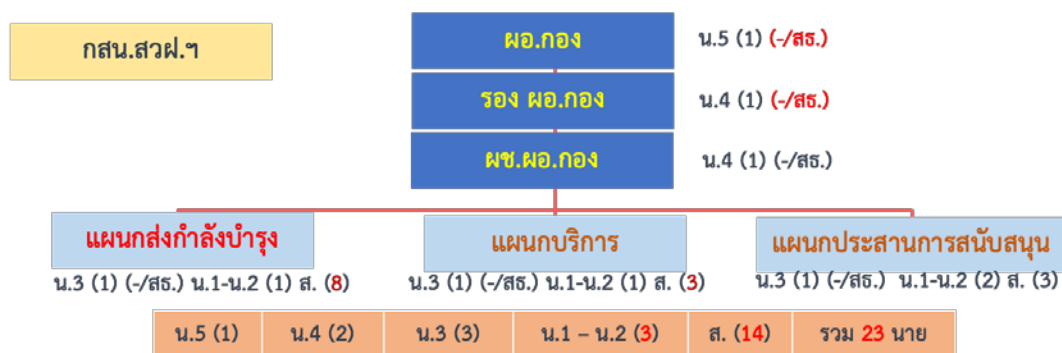 กสน.สวฝ.ฯ
ผอ.กอง
น.5 (1) (-/สธ.)
รอง ผอ.กอง
น.4 (1) (-/สธ.)
ผช.ผอ.กอง
น.4 (1) (-/สธ.)
แผนกส่งกำลังบำรุง
น.3 (1) (-/สธ.) น.1-น.2 (1) ส. (8)
แผนกบริการ
น.3 (1) (-/สธ.) น.1-น.2 (1) ส. (3)
แผนกประสานการสนับสนุน
น.3 (1) (-/สธ.) น.1-น.2 (2) ส. (3)
น.5 (1) น.4 (2) น.3 (3) น.1 – น.2 (3) ส. (14) รวม 23 นาย